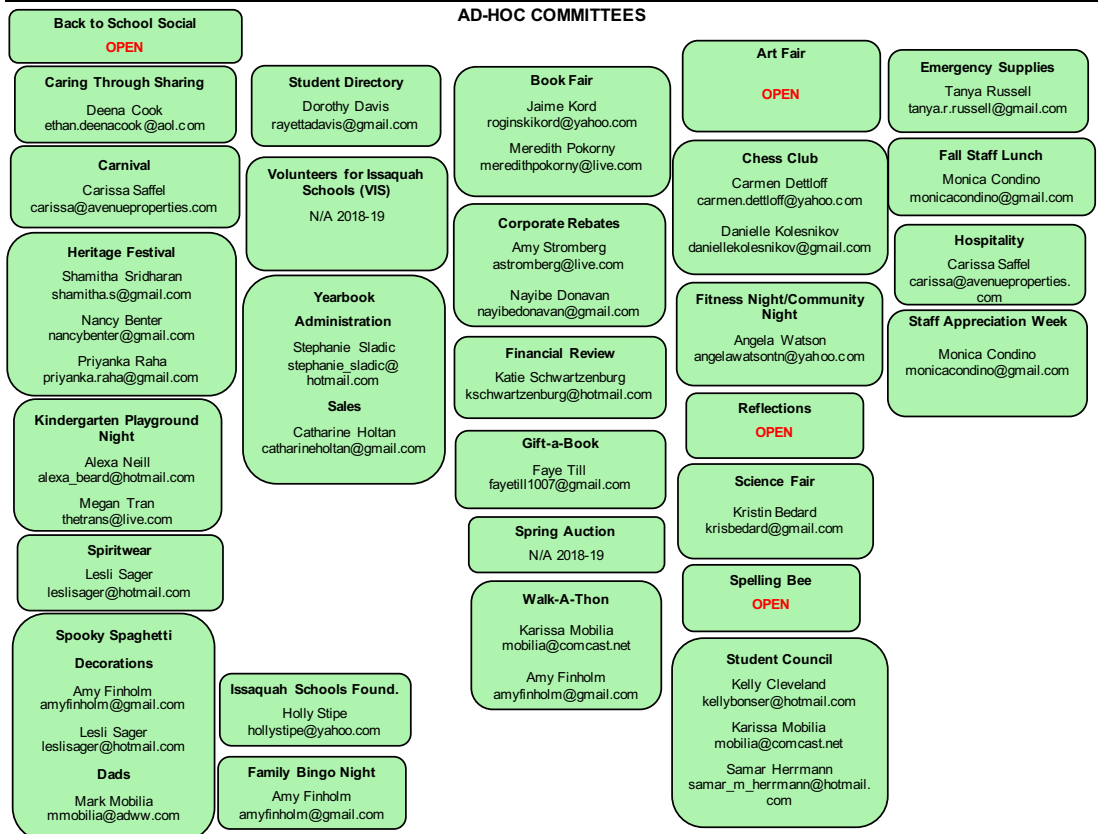 AD-HOC COMMITTEES
Back to School Social
OPEN
Caring Through Sharing
Deena Cook
ethan.deenacook@aol.com
Carnival
Carissa Saffel
carissa@avenueproperties.com
Heritage Festival
Shamitha Sridharan
shamitha.s@gmail.com
Nancy Benter
nancybenter@gmail.com
Priyanka Raha
priyanka.raha@gmail.com
Kindergarten Playground
Night
Alexa Neill
alexa_beard@hotmail.com
Megan Tran
thetrans@live.com
Spiritwear
Lesli Sager
leslisager@hotmail.com
Spooky Spaghetti
Decorations
Amy Finholm
amyfinholm@gmail.com
Lesli Sager
leslisager@hotmail.com
Dads
Mark Mobilia
mmobilia@adww.com
Student Directory
Dorothy Davis
rayettadavis@gmail.com
Volunteers for Issaquah
Schools (VIS)
N/A 2018-19
Yearbook
Administration
Stephanie Sladic
stephanie_sladic@
hotmail.com
Sales
Catharine Holtan
catharineholtan@gmail.com
Issaquah Schools Found.
Holly Stipe
hollystipe@yahoo.com
Family Bingo Night
Amy Finholm
amyfinholm@gmail.com
Book Fair
Jaime Kord
roginskikord@yahoo.com
Meredith Pokorny
meredithpokorny@live.com
Corporate Rebates
Amy Stromberg
astromberg@live.com
Nayibe Donavan
nayibedonavan@gmail.com
Financial Review
Katie Schwartzenburg
kschwartzenburg@hotmail.com
Gift-a-Book
Faye Till
fayetill1007@gmail.com
Spring Auction
N/A 2018-19
Walk-A-Thon
Karissa Mobilia
mobilia@comcast.net
Amy Finholm
amyfinholm@gmail.com
Art Fair
OPEN
Chess Club
Carmen Dettloff
carmen.dettloff@yahoo.com
Danielle Kolesnikov
daniellekolesnikov@gmail.com
Fitness Night/Community
Night
Angela Watson
angelawatsontn@yahoo.com
Reflections
OPEN
Science Fair
Kristin Bedard
krisbedard@gmail.com
Spelling Bee
OPEN
Student Council
Kelly Cleveland
kellybonser@hotmail.com
Karissa Mobilia
mobilia@comcast.net
Samar Herrmann
samar_m_herrmann@hotmail.
com
Emergency Supplies
Tanya Russell
tanya.r.russell@gmail.com
Fall Staff Lunch
Monica Condino
monicacondino@gmail.com
Hospitality
Carissa Saffel
carissa@avenueproperties.
com
Staff Appreciation Week
Monica Condino
monicacondino@gmail.com